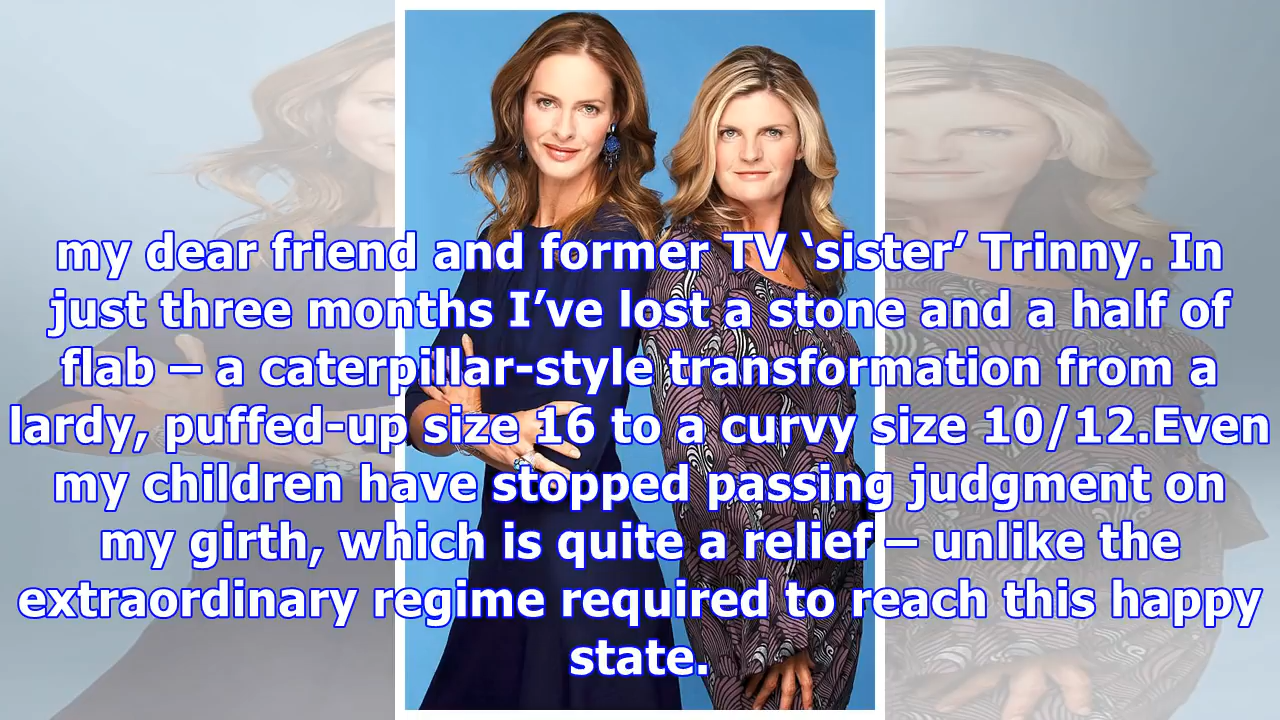 my dear friend and former TV ‘sister’ Trinny. In
just three months I’ve lost a stone and a half of
flab – a caterpillar-style transformation from a
lardy, puffed-up size 16 to a curvy size 10/12.Even
my children have stopped passing judgment on
my girth, which is quite a relief – unlike the
extraordinary regime required to reach this happy
state.